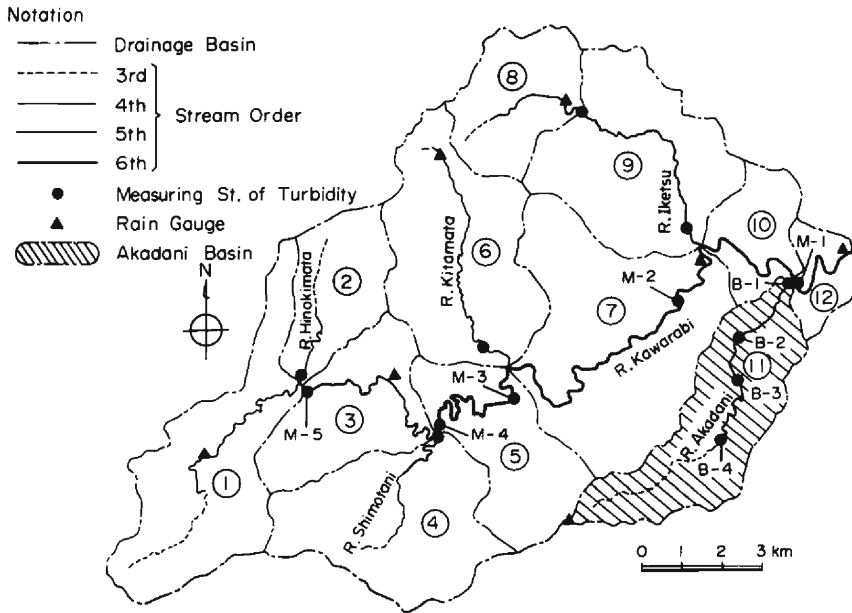 Notation
Drainage Basin
3rd
4th
5th
6th
Stream Order
Measuring St. of Turbidity
Rain Gauge
Akadani Basin
N
8
9
R. Iketsu
10
M-1
B-1
12
R. Kitamata
6
2
R. Hinokimata
M-2
7
R. Kawarabi
B-2
11
B-3
R. Akadani
B-4
M-3
M-5
3
M-4
5
1
R. Shimotani
4
0 1 2 3 km